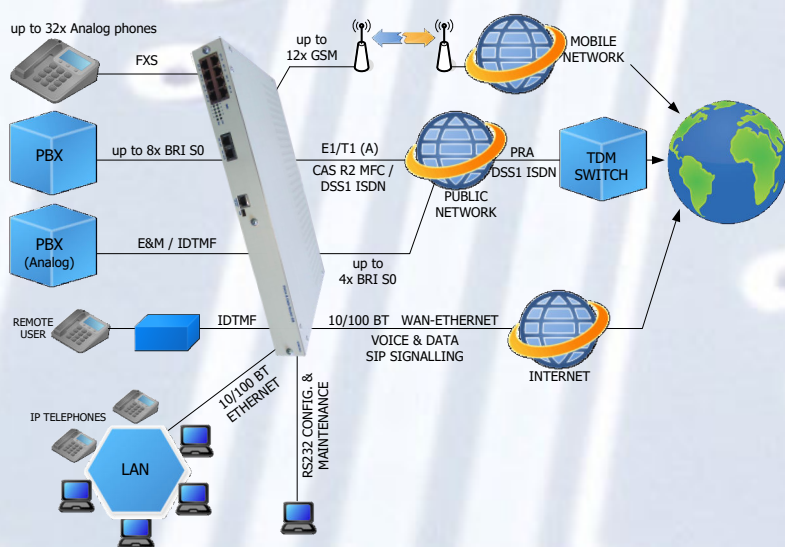 up to 32x Analog phones
FXS
up to
12x GSM
MOBILE
NETWORK
PBX
up to 8x BRI S0
E1/T1 (A)
CAS R2 MFC /
DSS1 ISDN
PUBLIC
NETWORK
PRA
DSS1 ISDN
TDM
SWITCH
PBX
(Analog)
E&M / IDTMF
up to
4x BRI S0
REMOTE
USER
IDTMF
10/100 BT WAN-ETHERNET
VOICE & DATA
SIP SIGNALLING
INTERNET
10/100 BT
ETHERNET
RS232 CONFIG. &
MAINTENANCE
IP TELEPHONES
LAN